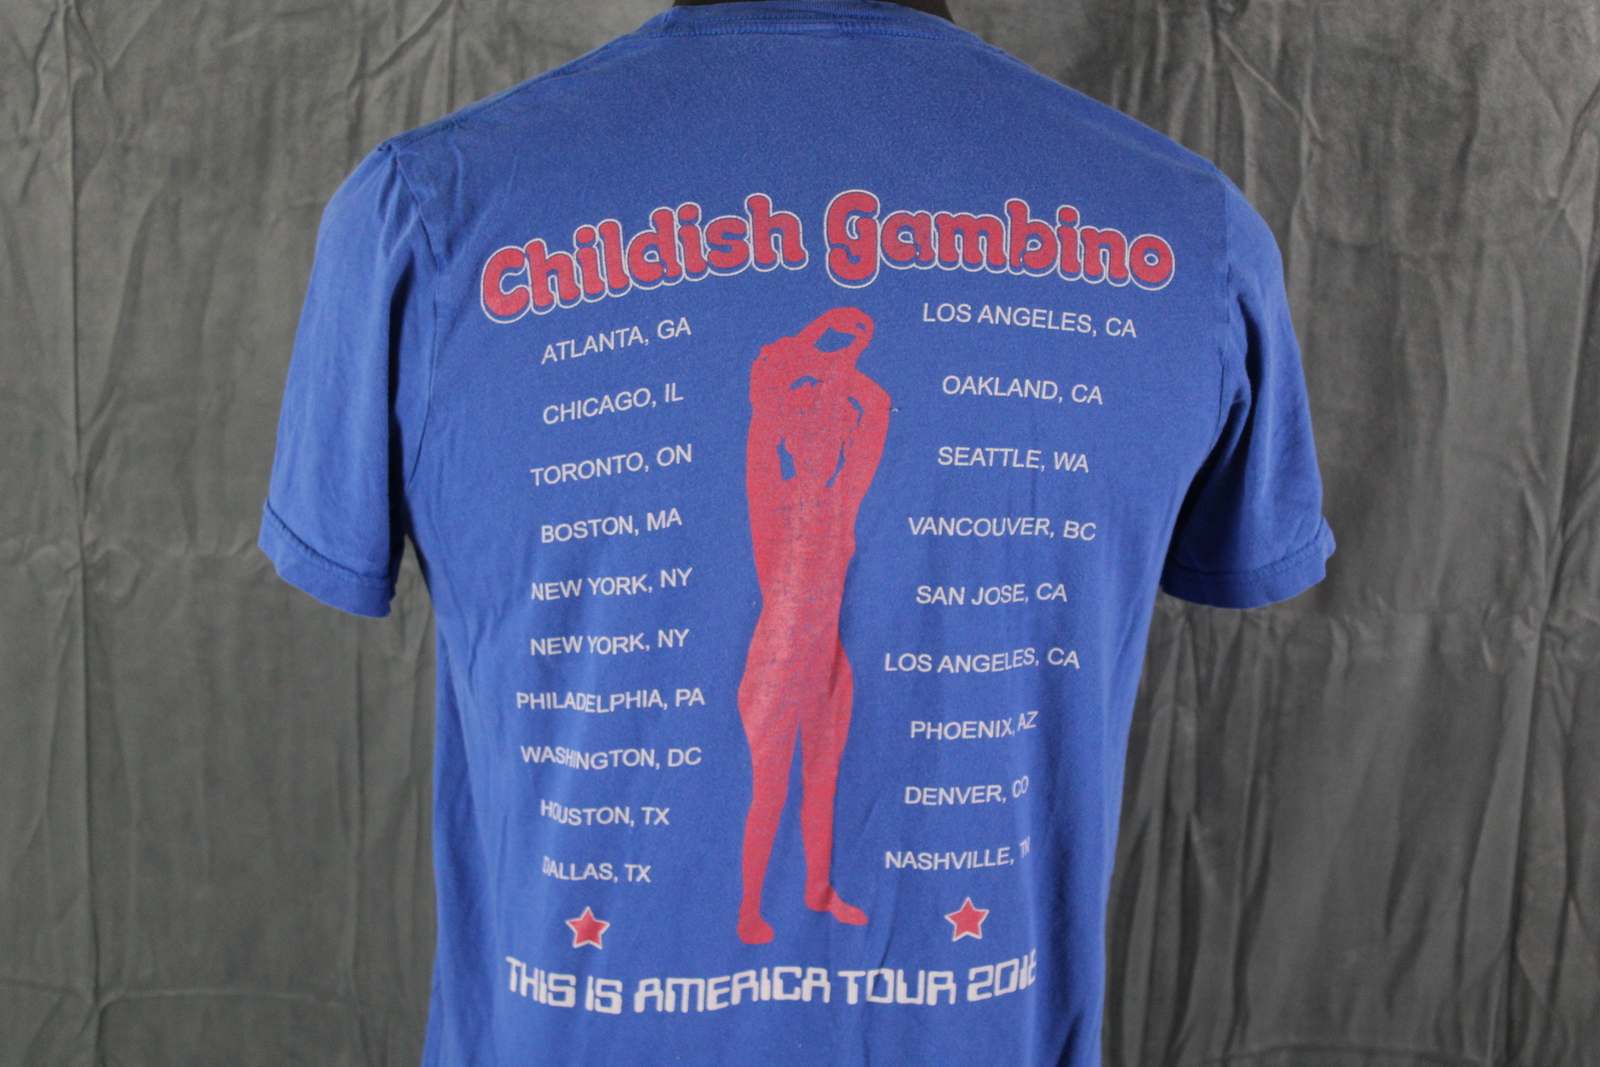 Childish Gambino
ATLANTA, GA
CHICAGO, IL
TORONTO, ON
BOSTON, MA
NEW YORK, NY
NEW YORK, NY
PHILADELPHIA, PA
WASHINGTON, DC
HOUSTON, TX
DALLAS, TX
LOS ANGELES, CA
OAKLAND, CA
SEATTLE, WA
VANCOUVER, BC
SAN JOSE, CA
LOS ANGELES, CA
PHOENIX, AZ
DENVER, CO
NASHVILLE, TN
THIS IS AMERICA TOUR 2018